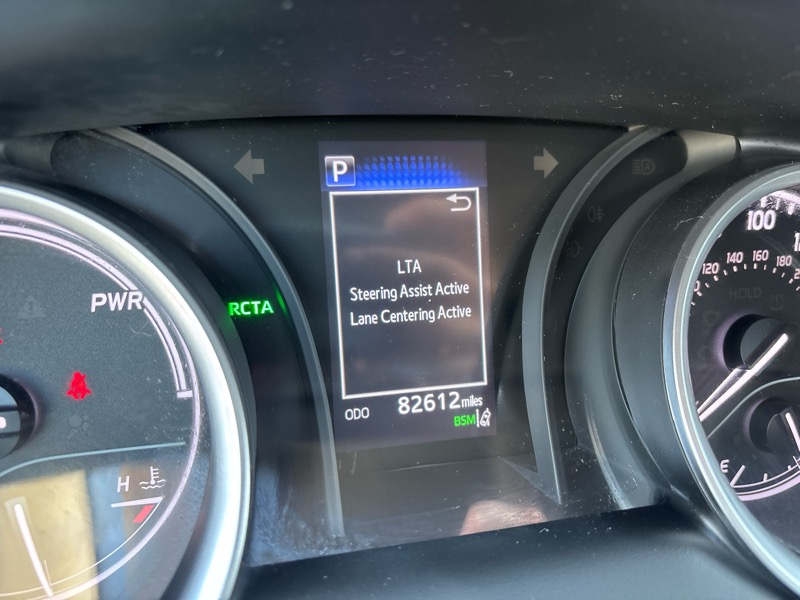 P
LTA
Steering Assist Active
Lane Centering Active
ODO 82612 miles
BSM
RCTA
PWR
H
100
120 140 160 180
HOLD
E